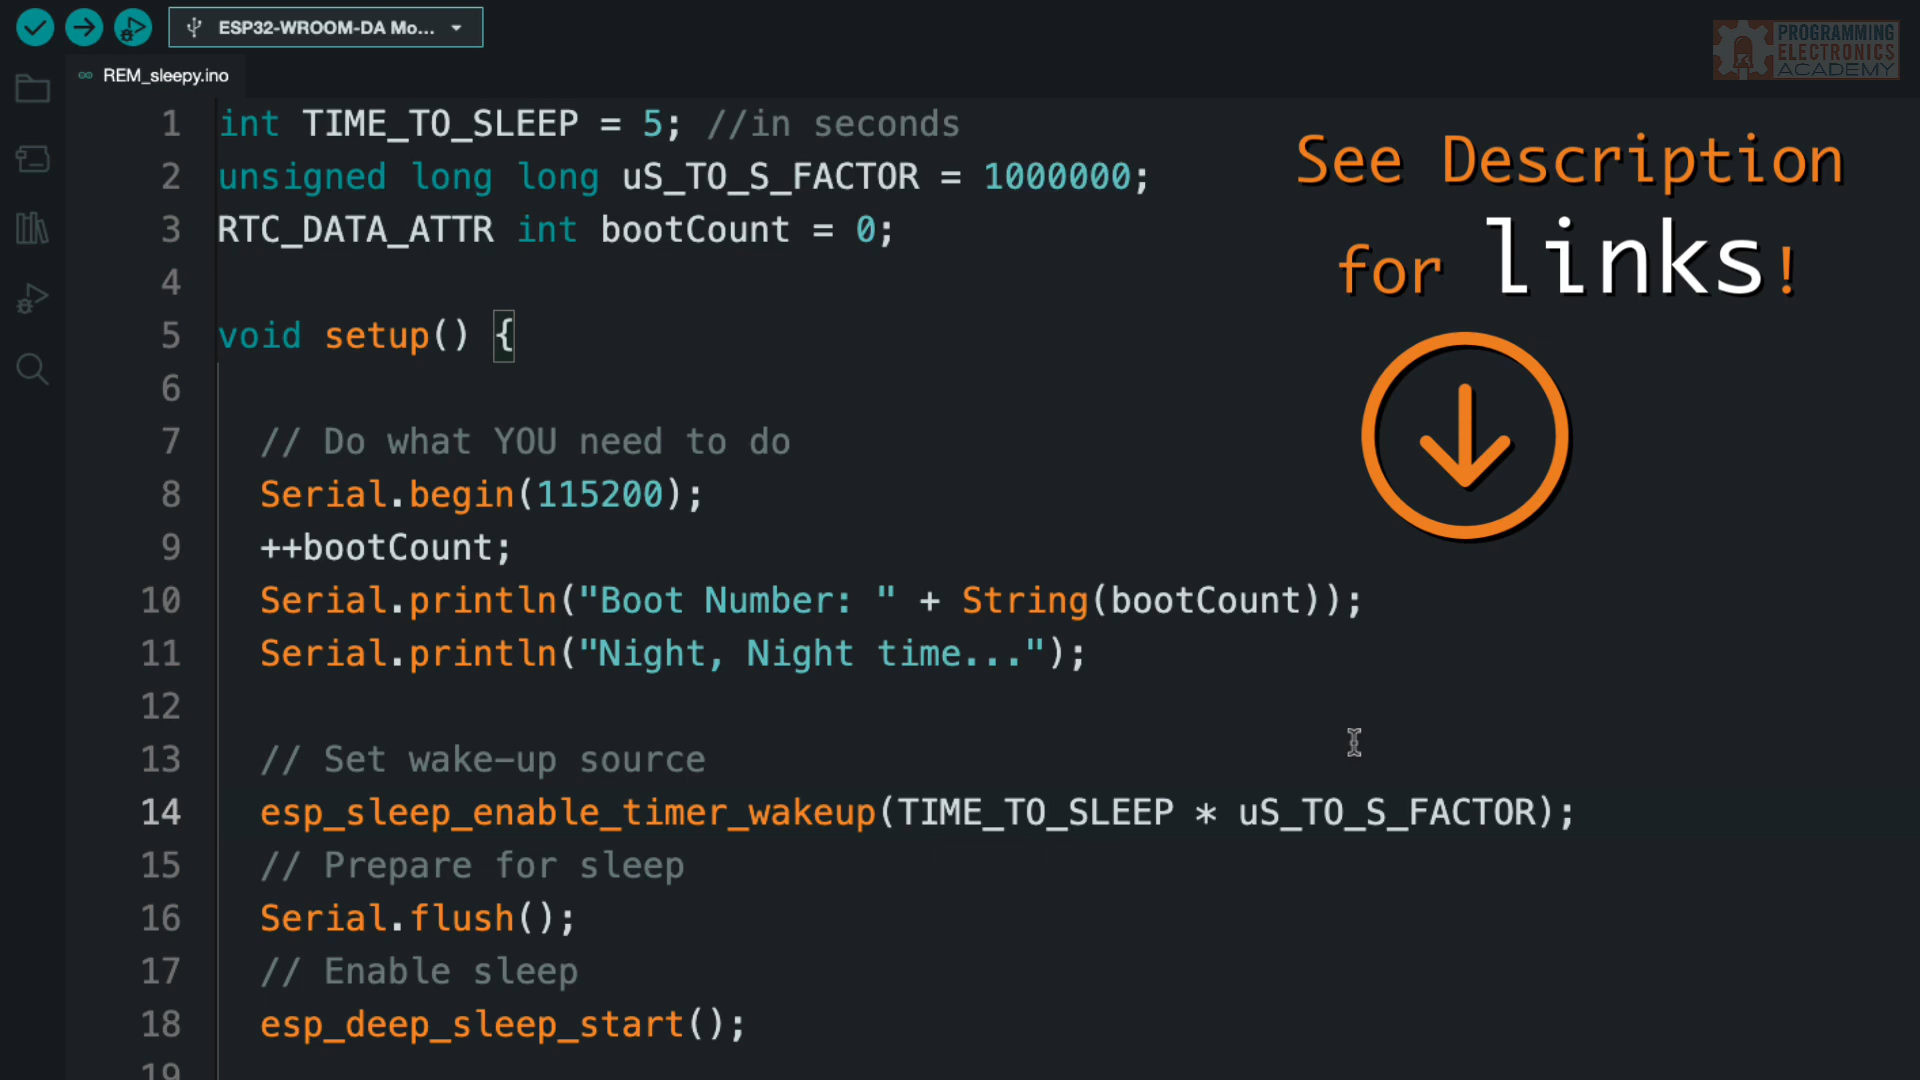 ESP32-WROOM-DA Mo...
PROGRAMMING
ELECTRONICS
ACADEMY
REM_sleepy.ino
1 int TIME_TO_SLEEP = 5; //in seconds
2 unsigned long long uS_TO_S_FACTOR = 1000000;
3 RTC_DATA_ATTR int bootCount = 0;
4
5 void setup() {
6
7 // Do what YOU need to do
8 Serial.begin(115200);
9 ++bootCount;
10 Serial.println("Boot Number: " + String(bootCount));
11 Serial.println("Night, Night time...");
12
13 // Set wake-up source
14 esp_sleep_enable_timer_wakeup(TIME_TO_SLEEP * uS_TO_S_FACTOR);
15 // Prepare for sleep
16 Serial.flush();
17 // Enable sleep
18 esp_deep_sleep_start();
19
See Description
for links!